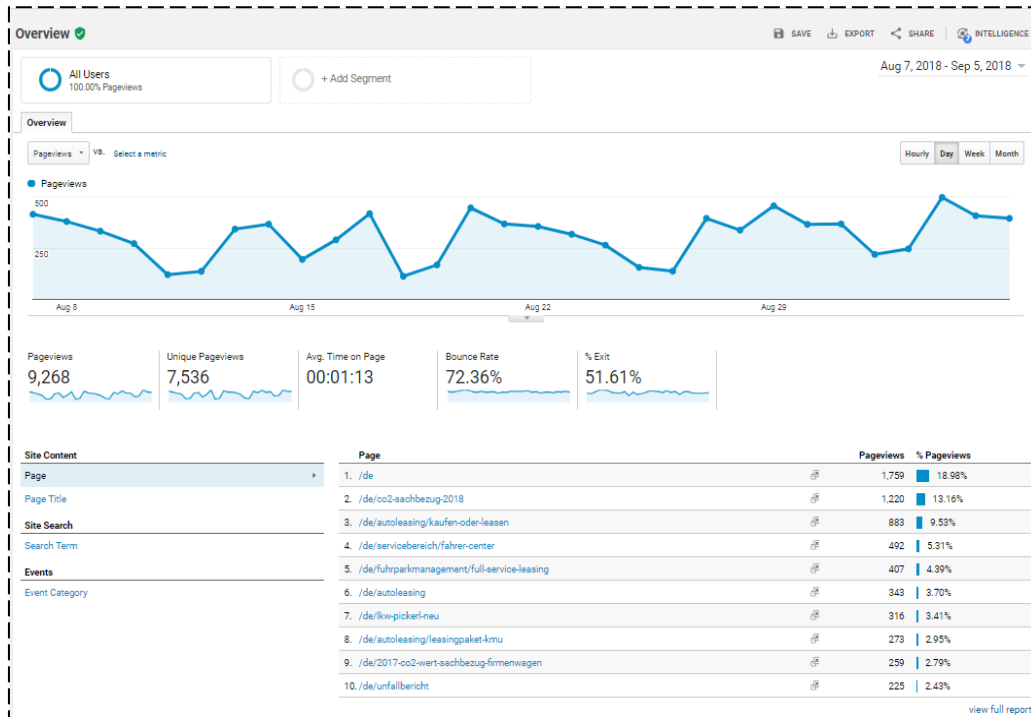 Overview
SAVE EXPORT SHARE 7 INTELLIGENCE
All Users
100.00% Pageviews
+ Add Segment
Aug 7, 2018 - Sep 5, 2018
Overview
Pageviews VS. Select a metric
Hourly Day Week Month
Pageviews
500
250
Aug 8 Aug 15 Aug 22 Aug 29
Pageviews Unique Pageviews Avg. Time on Page Bounce Rate % Exit
9,268 7,536 00:01:13 72.36% 51.61%
Site Content
Page
Page Title
Site Search
Search Term
Events
Event Category
Page Pageviews % Pageviews
1. /de 1,759 18.98%
2. /de/co2-sachbezug-2018 1,220 13.16%
3. /de/autoleasing/kaufen-oder-leasen 883 9.53%
4. /de/servicebereich/fahrer-center 492 5.31%
5. /de/fuhrparkmanagement/full-service-leasing 407 4.39%
6. /de/autoleasing 343 3.70%
7. /de/lkw-pickerl-neu 316 3.41%
8. /de/autoleasing/leasingpaket-kmu 273 2.95%
9. /de/2017-co2-wert-sachbezug-firmenwagen 259 2.79%
10. /de/unfallbericht 225 2.43%
view full report